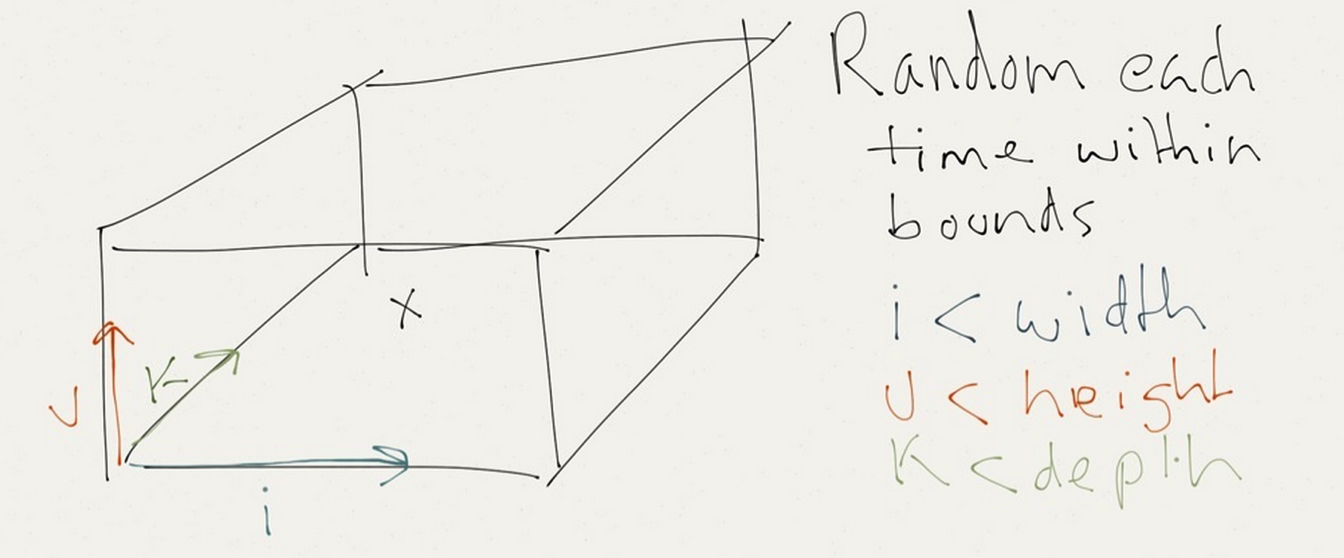 Random each
time within
bounds
i < width
J < height
K < depth
X
K
J
i